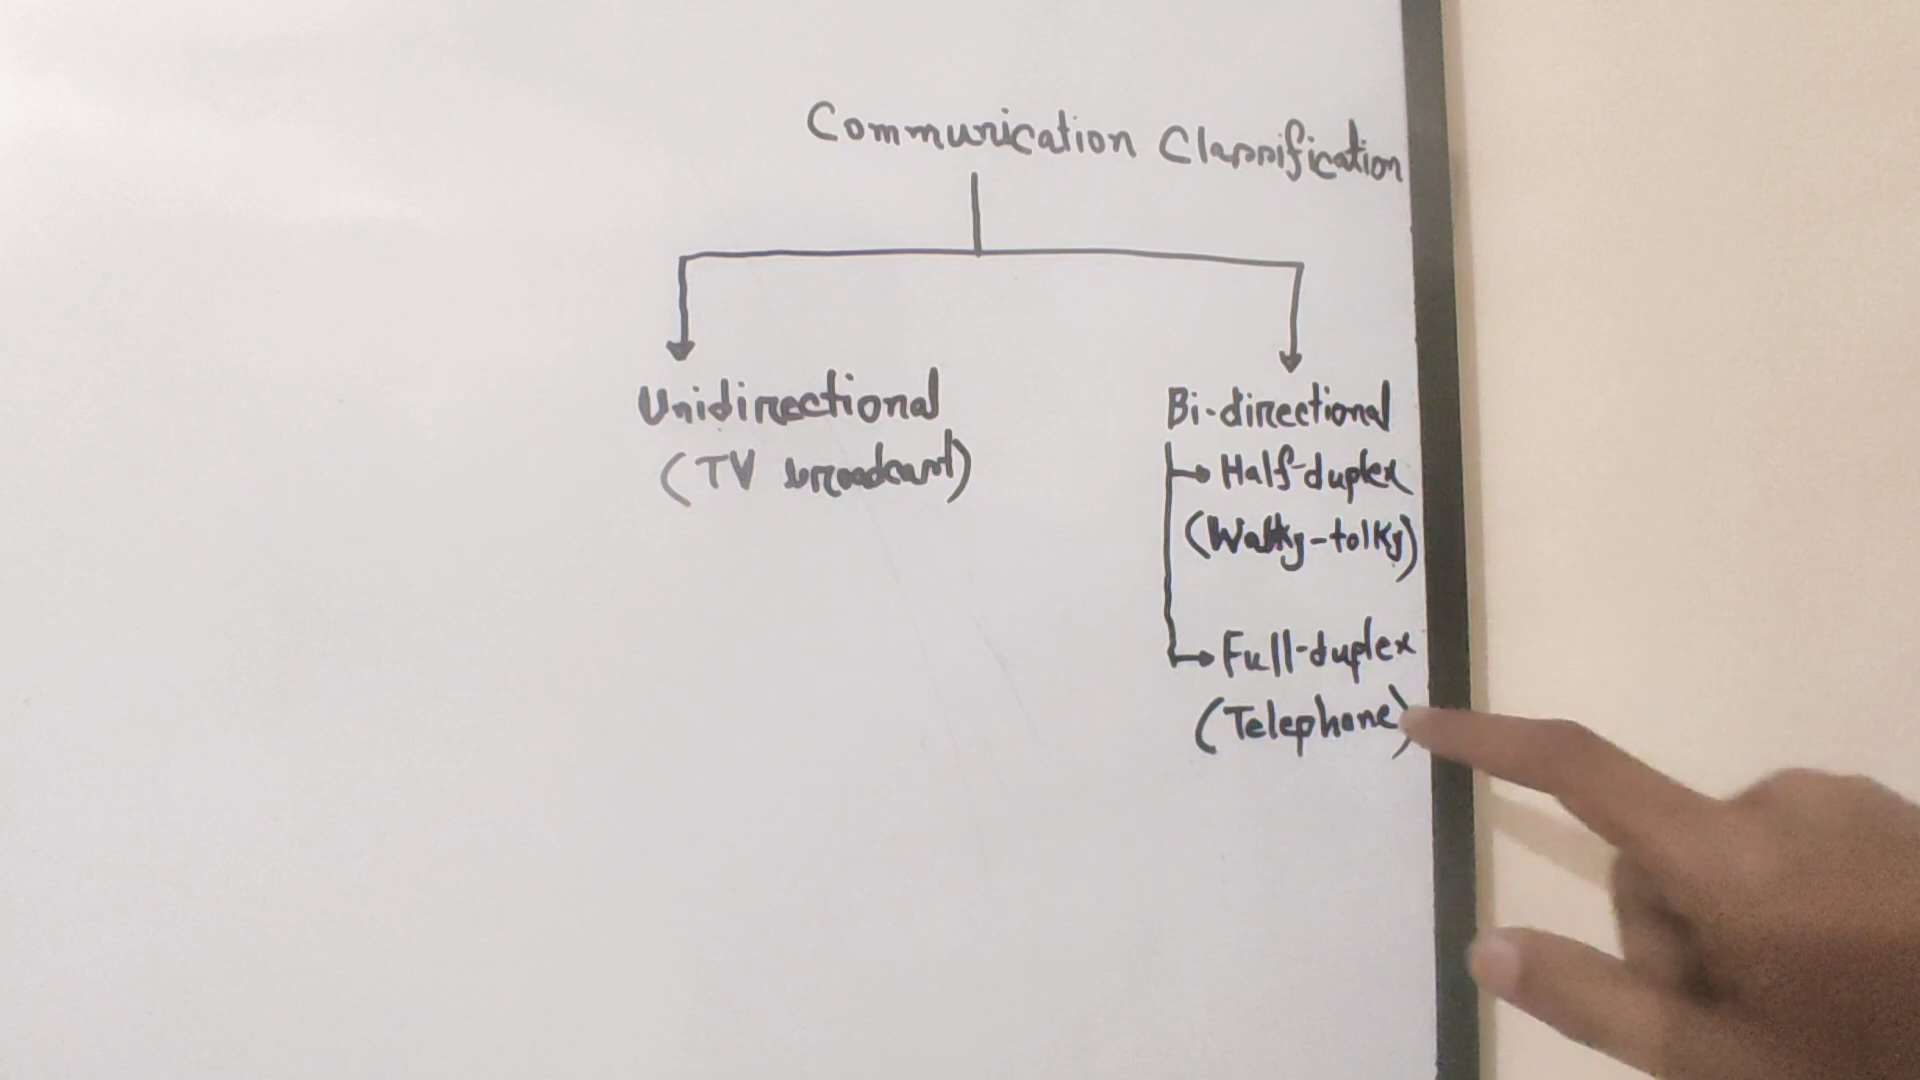 Communication Classification
Unidirectional
(TV broadcast)
Bi-directional
Half-duplex
(Walky-tolky)
Full-duplex
(Telephone)